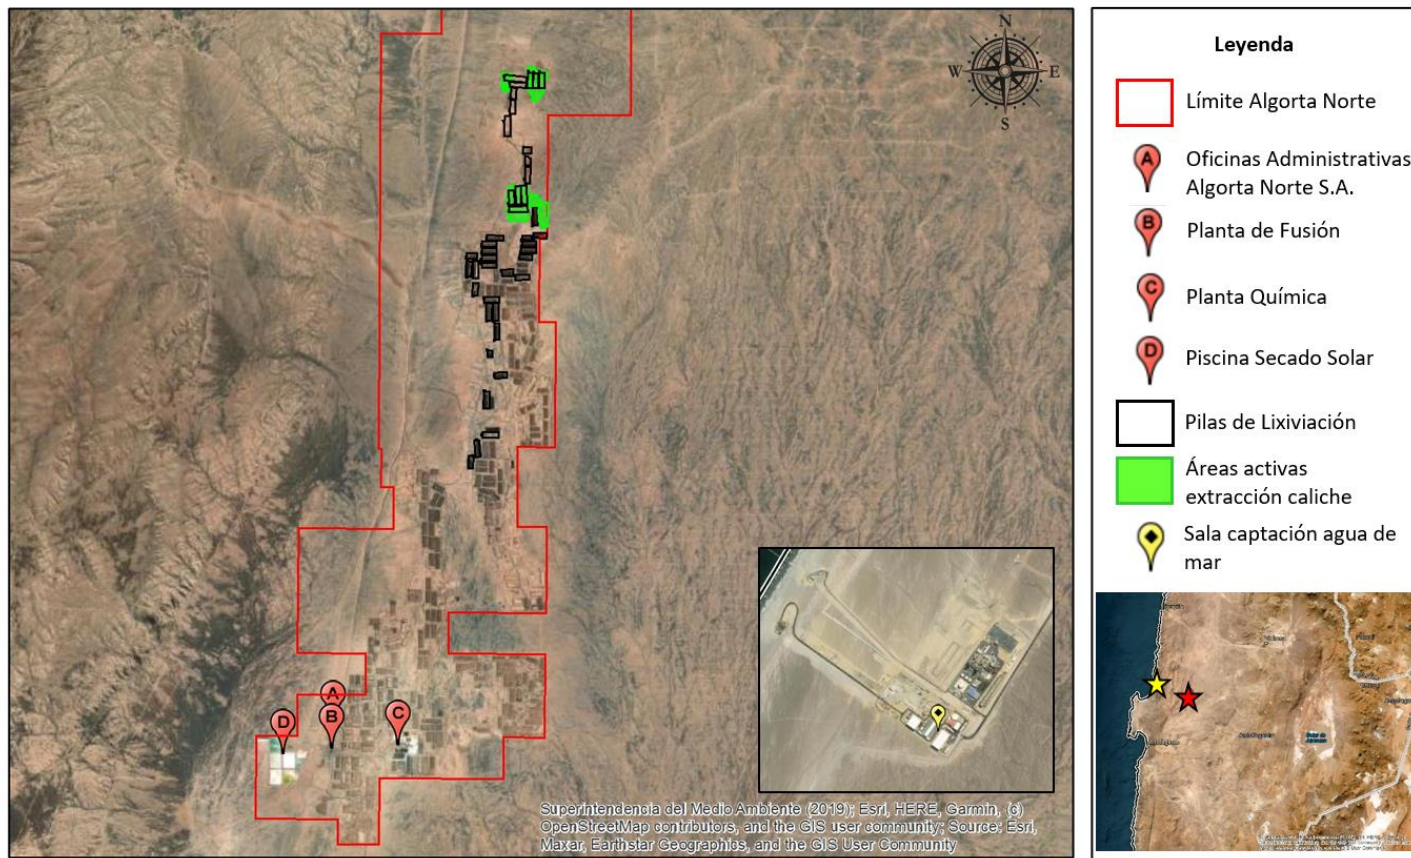 N
W
E
S
A
B
C
D
Superintendencia del Medio Ambiente (2019); Esri, HERE, Garmin, (c)
OpenStreetMap contributors, and the GIS user community; Source: Esri,
Maxar, Earthstar Geographics, and the GIS User Community
Leyenda
Límite Algorta Norte
A
Oficinas Administrativas
Algorta Norte S.A.
B
Planta de Fusión
C
Planta Química
D
Piscina Secado Solar
Pilas de Lixiviación
Áreas activas
extracción caliche
Sala captación agua de
mar